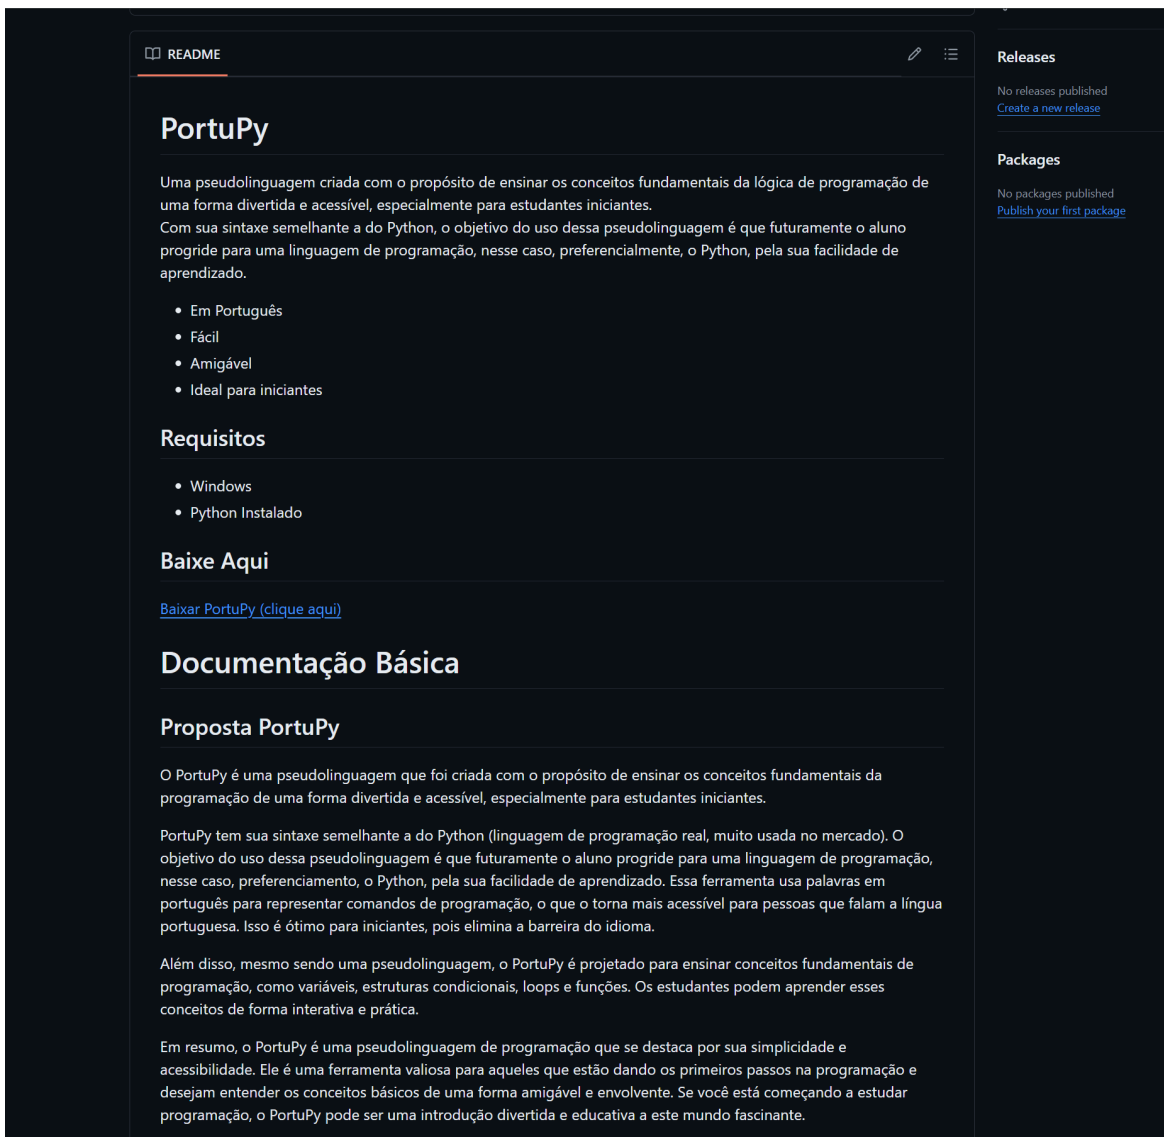 README
PortuPy
Uma pseudolinguagem criada com o propósito de ensinar os conceitos fundamentais da lógica de programação de
uma forma divertida e acessível, especialmente para estudantes iniciantes.
Com sua sintaxe semelhante a do Python, o objetivo do uso dessa pseudolinguagem é que futuramente o aluno
progride para uma linguagem de programação, nesse caso, preferencialmente, o Python, pela sua facilidade de
aprendizado.
Em Português
Fácil
Amigável
Ideal para iniciantes
Requisitos
Windows
Python Instalado
Baixe Aqui
Baixar PortuPy (clique aqui)
Documentação Básica
Proposta PortuPy
O PortuPy é uma pseudolinguagem que foi criada com o propósito de ensinar os conceitos fundamentais da
programação de uma forma divertida e acessível, especialmente para estudantes iniciantes.
PortuPy tem sua sintaxe semelhante a do Python (linguagem de programação real, muito usada no mercado). O
objetivo do uso dessa pseudolinguagem é que futuramente o aluno progride para uma linguagem de programação,
nesse caso, preferenciamento, o Python, pela sua facilidade de aprendizado. Essa ferramenta usa palavras em
português para representar comandos de programação, o que o torna mais acessível para pessoas que falam a língua
portuguesa. Isso é ótimo para iniciantes, pois elimina a barreira do idioma.
Além disso, mesmo sendo uma pseudolinguagem, o PortuPy é projetado para ensinar conceitos fundamentais de
programação, como variáveis, estruturas condicionais, loops e funções. Os estudantes podem aprender esses
conceitos de forma interativa e prática.
Em resumo, o PortuPy é uma pseudolinguagem de programação que se destaca por sua simplicidade e
acessibilidade. Ele é uma ferramenta valiosa para aqueles que estão dando os primeiros passos na programação e
desejam entender os conceitos básicos de uma forma amigável e envolvente. Se você está começando a estudar
programação, o PortuPy pode ser uma introdução divertida e educativa a este mundo fascinante.
Releases
No releases published
Create a new release
Packages
No packages published
Publish your first package